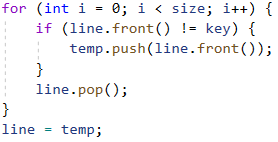 for (int i = 0; i < size; i++) {
    if (line.front() != key) {
        temp.push(line.front());
    }
    line.pop();
}
line = temp;